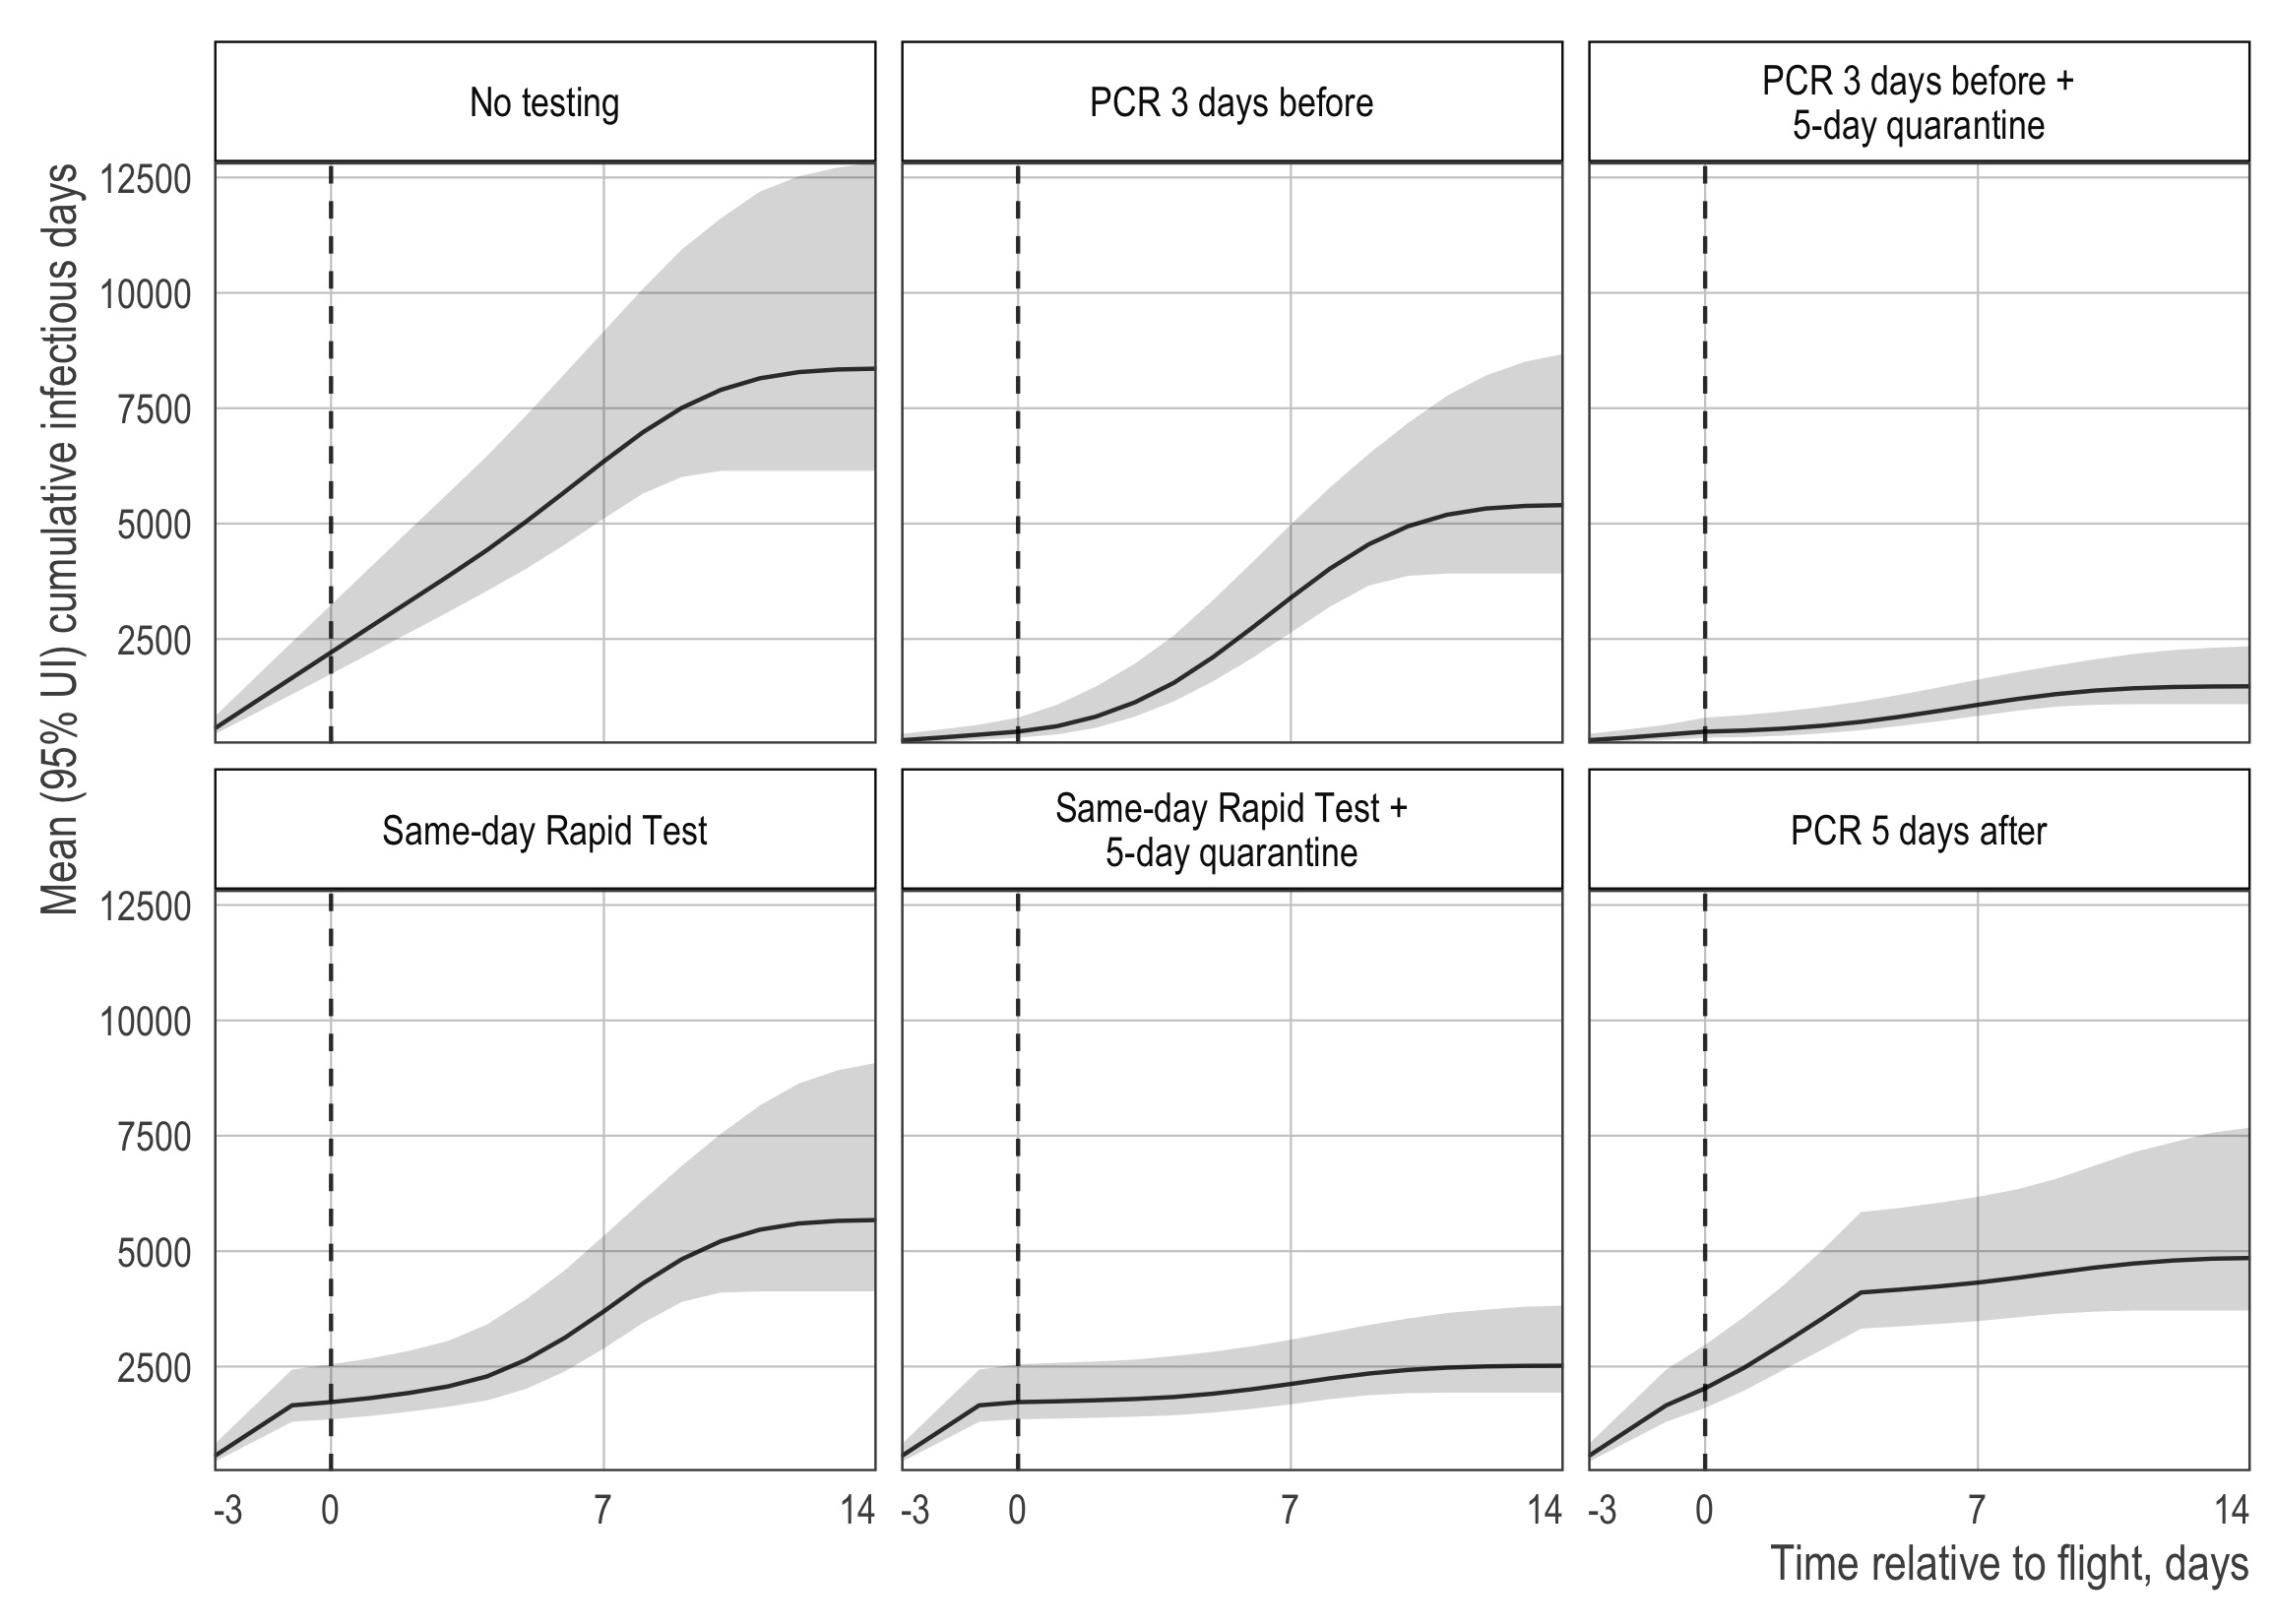 No testing
PCR 3 days before
PCR 3 days before +
5-day quarantine
Mean (95% UI) cumulative infectious days
12500
10000
7500
5000
2500
Same-day Rapid Test
Same-day Rapid Test +
5-day quarantine
PCR 5 days after
12500
10000
7500
5000
2500
-3 0 7 14
-3 0 7 14
-3 0 7 14
Time relative to flight, days